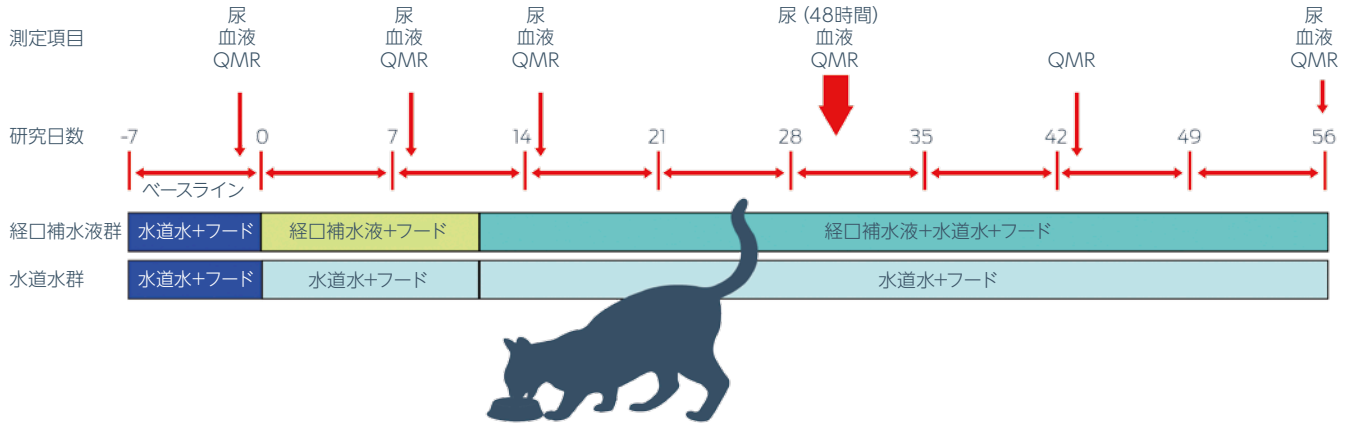 測定項目
尿
血液
QMR
尿
血液
QMR
尿
血液
QMR
尿 (48時間)
血液
QMR
QMR
尿
血液
QMR
研究日数 -7 0 7 14 21 28 35 42 49 56
ベースライン
経口補水液群 水道水+フード 経口補水液+フード 経口補水液+水道水+フード
水道水群 水道水+フード 水道水+フード 水道水+フード